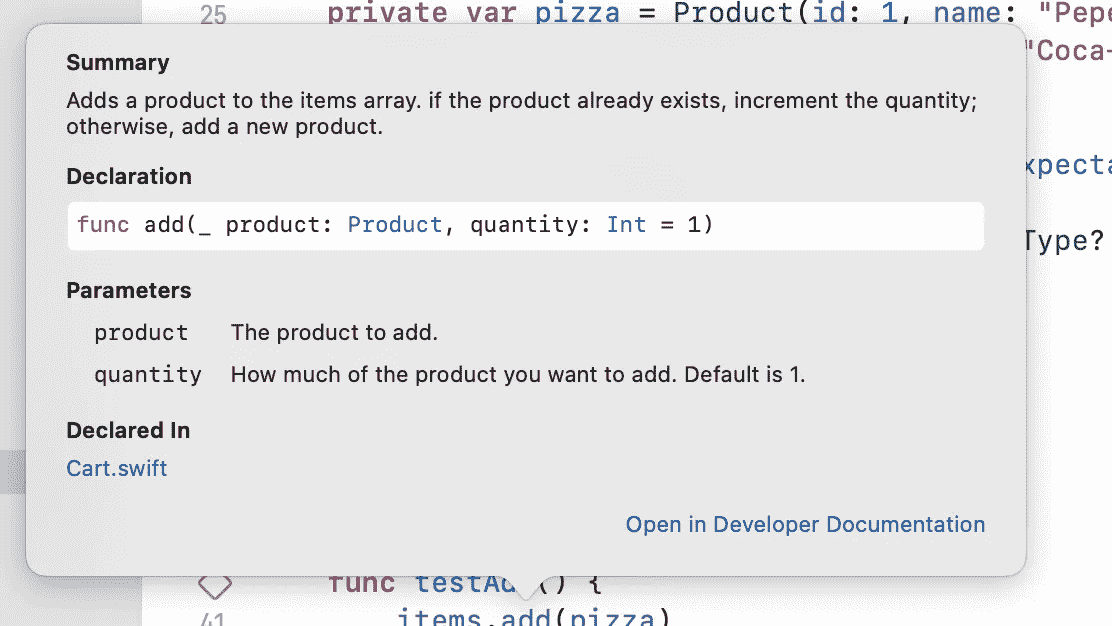 25 private var pizza = Product(id: 1, name: "Pepe
"Coca-
Summary
Adds a product to the items array. if the product already exists, increment the quantity;
otherwise, add a new product.
Declaration
func add(_ product: Product, quantity: Int = 1)
Parameters
product The product to add.
quantity How much of the product you want to add. Default is 1.
Declared In
Cart.swift
Open in Developer Documentation
xpecta
Type?
func testAd () {
41 items.add(pizza)